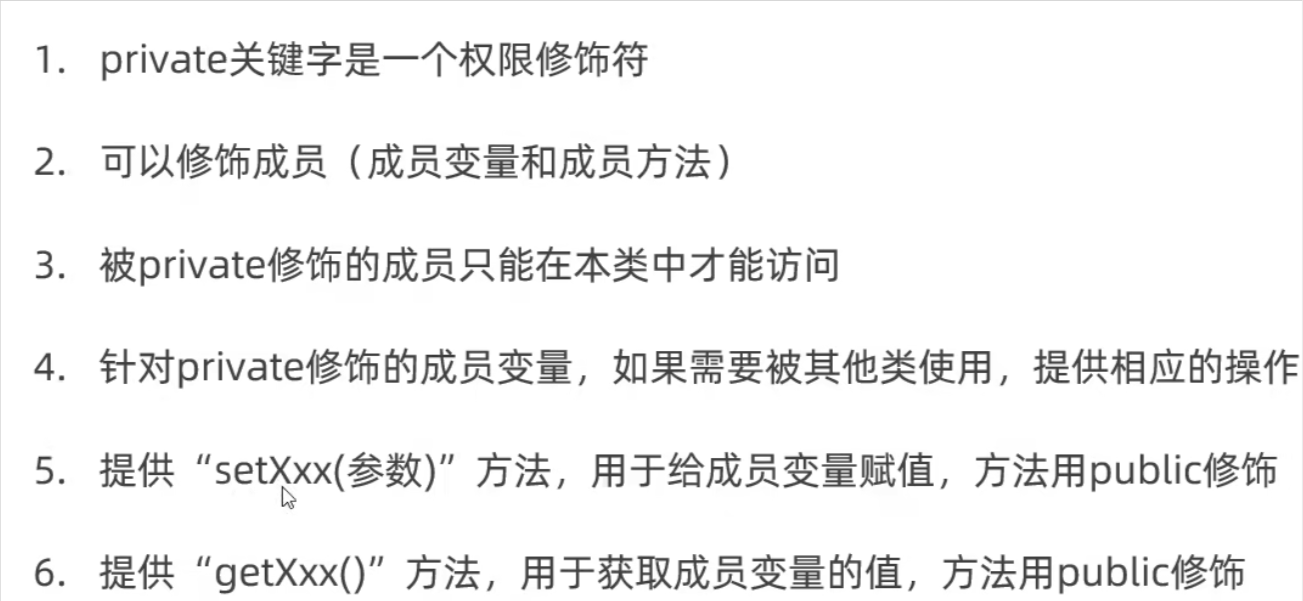 1. private关键字是一个权限修饰符
2. 可以修饰成员（成员变量和成员方法）
3. 被private修饰的成员只能在本类中才能访问
4. 针对private修饰的成员变量，如果需要被其他类使用，提供相应的操作
5. 提供“setXxx(参数)”方法，用于给成员变量赋值，方法用public修饰
6. 提供“getXxx()”方法，用于获取成员变量的值，方法用public修饰